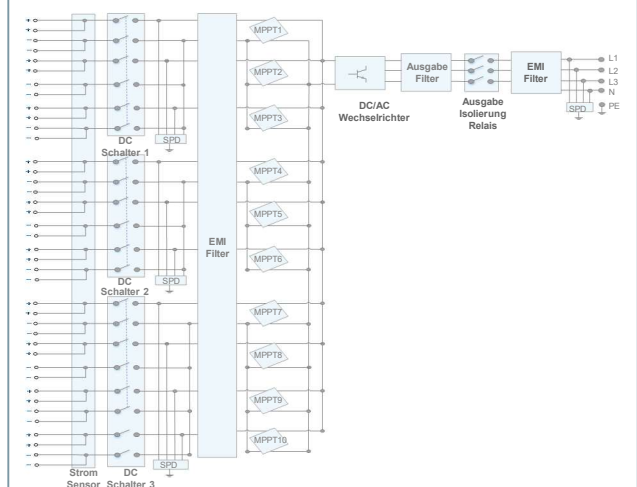 MPPT1
MPPT2
MPPT3
SPD
DC
Schalter 1
MPPT4
MPPT5
MPPT6
SPD
DC
Schalter 2
EMI
Filter
MPPT7
MPPT8
MPPT9
MPPT10
SPD
Strom
Sensor
DC
Schalter 3
DC/AC
Wechselrichter
Ausgabe
Filter
Ausgabe
Isolierung
Relais
EMI
Filter
L1
L2
L3
N
SPD
PE